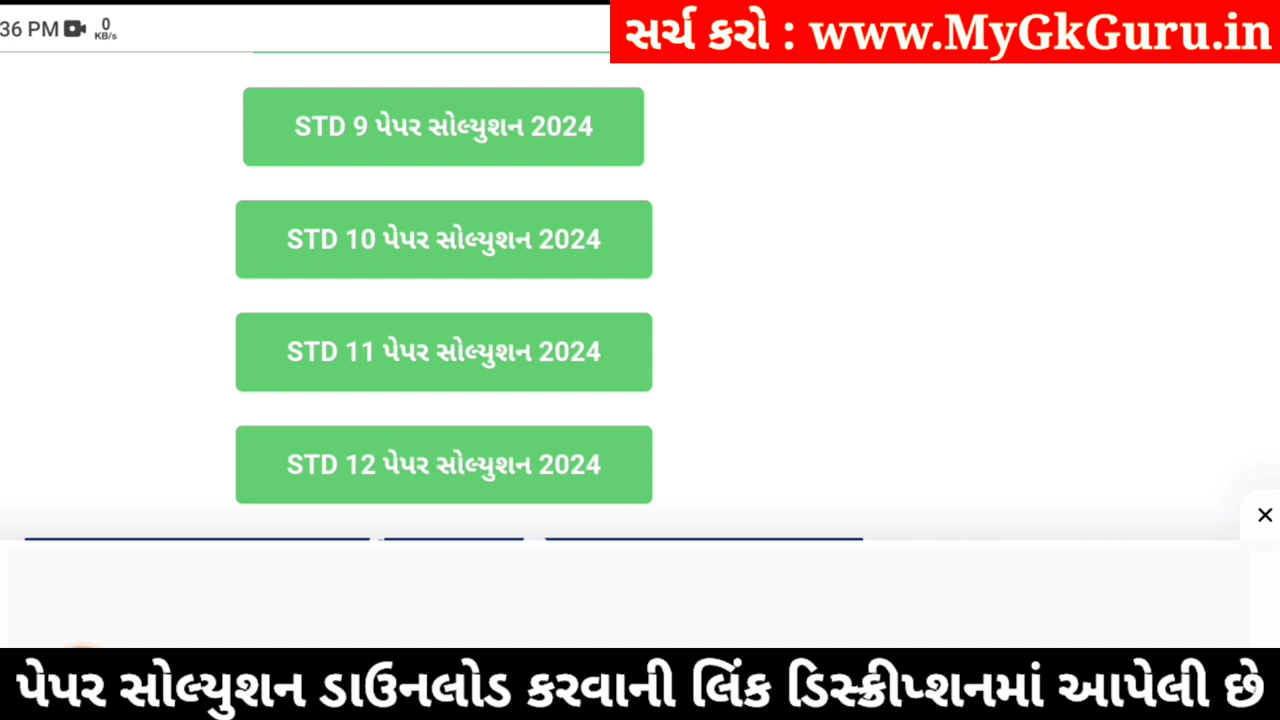 36 PM 0 KB/s
સર્ચ કરો : www.MyGkGuru.in
STD 9 પેપર સોલ્યુશન 2024
STD 10 પેપર સોલ્યુશન 2024
STD 11 પેપર સોલ્યુશન 2024
STD 12 પેપર સોલ્યુશન 2024
પેપર સોલ્યુશન ડાઉનલોડ કરવાની લિંક ડિસ્ક્રીપ્શનમાં આપેલી છે